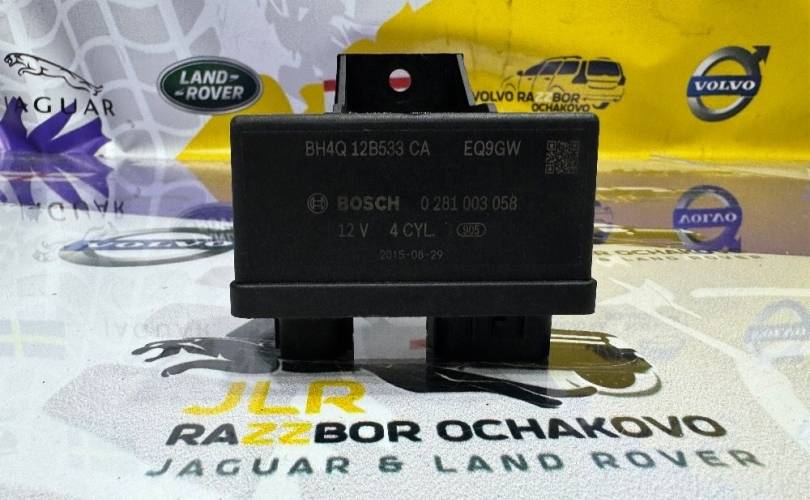 JAGUAR
LAND ROVER
VOLVO RAZZBOR
OCHAKOVO
VOLVO
BH4Q 12B533 CA EQ9GW
BOSCH 0 281 003 058
12 V 4 CYL. 905
2015-06-29
JLR
RAZZBOR OCHAKOVO
JAGUAR & LAND ROVER